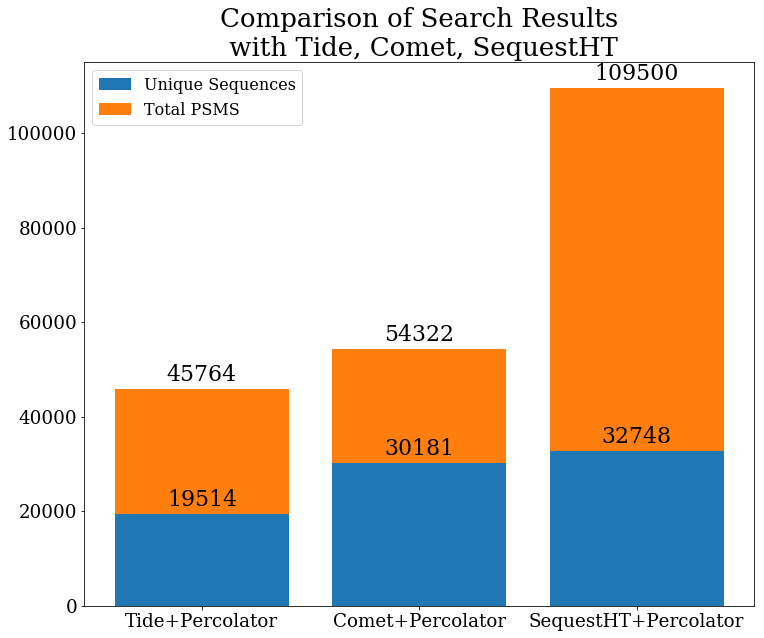 Comparison of Search Results
with Tide, Comet, SequestHT
Unique Sequences
Total PSMS
109500
100000
80000
60000
54322
45764
40000
32748
30181
20000
19514
0
Tide+Percolator
Comet+Percolator
SequestHT+Percolator